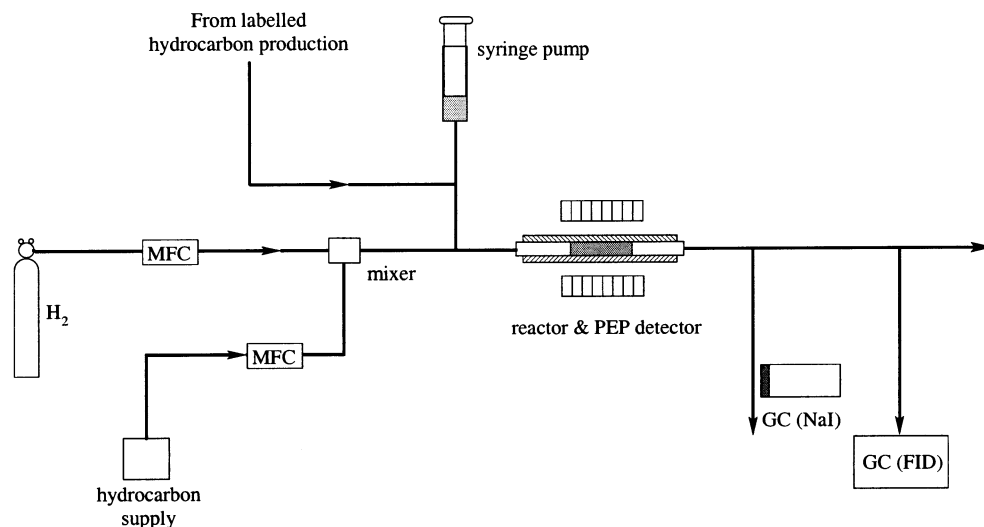 From labelled
hydrocarbon production
syringe pump
MFC
mixer
H₂
reactor & PEP detector
MFC
GC (NaI)
GC (FID)
hydrocarbon
supply